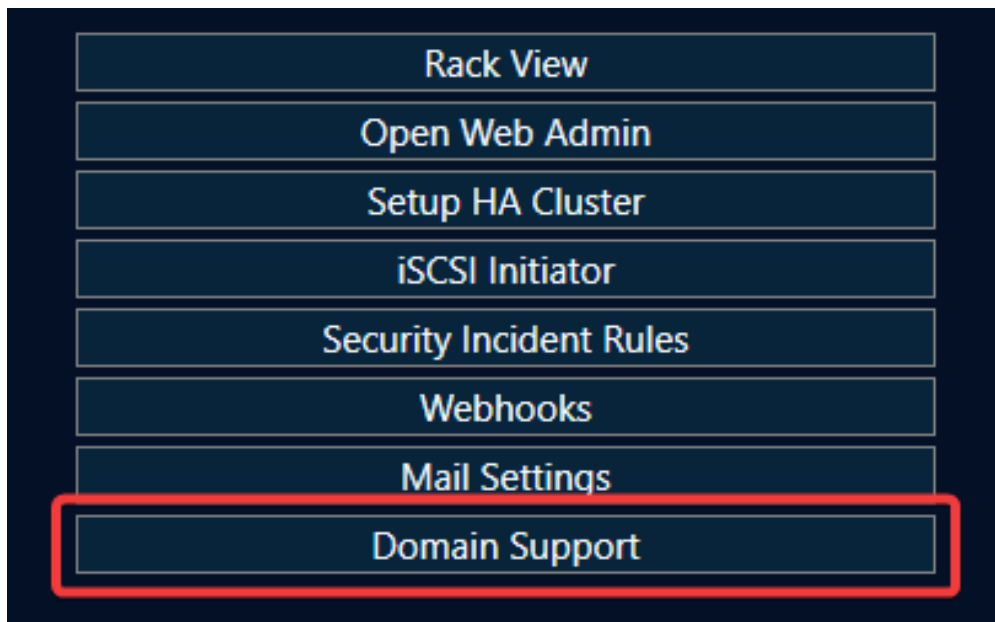 Rack View
Open Web Admin
Setup HA Cluster
iSCSI Initiator
Security Incident Rules
Webhooks
Mail Settings
Domain Support